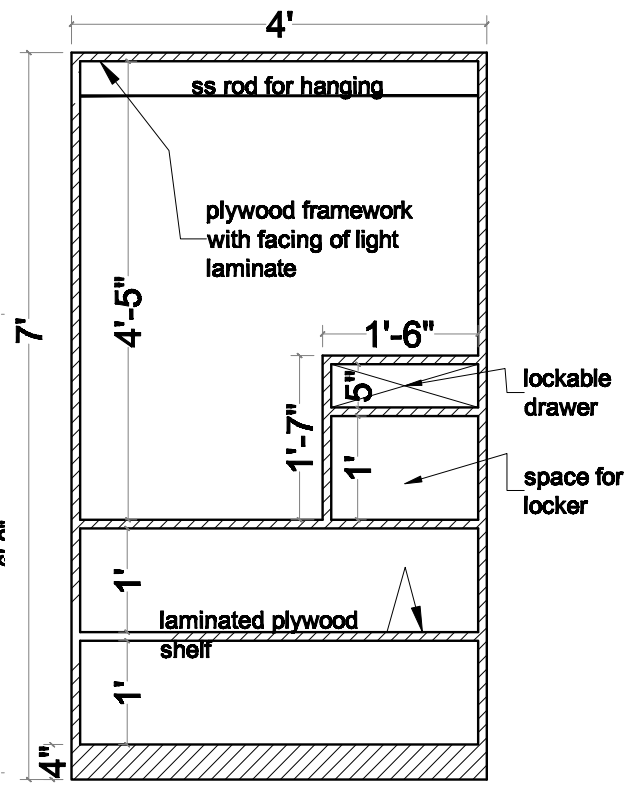 4'
ss rod for hanging
plywood framework
with facing of light
laminate
7'
4'-5"
1'-6"
5"
lockable
drawer
1'-7"
1'
space for
locker
1'
laminated plywood
shelf
1'
4"